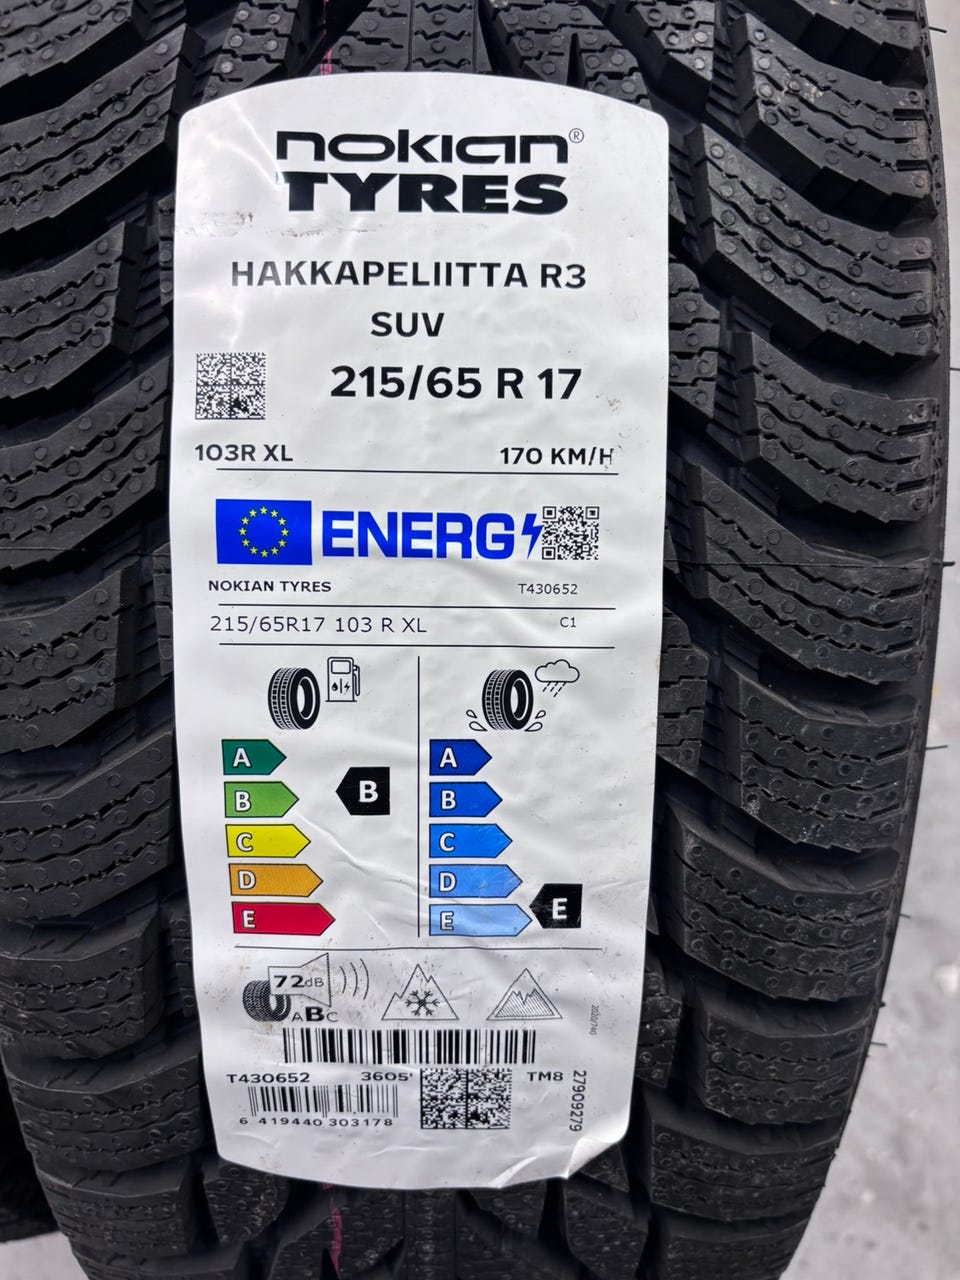 nokian®
TYRES
HAKKAPELIITTA R3
SUV
215/65 R 17
103R XL 170 KM/H
ENERG
NOKIAN TYRES T430652
215/65R17 103 R XL C1
A A
B B B
C C
D D
E E E
72dB
ABC
2020/740
T430652 3605' TM8
27909279
6 419440 303178